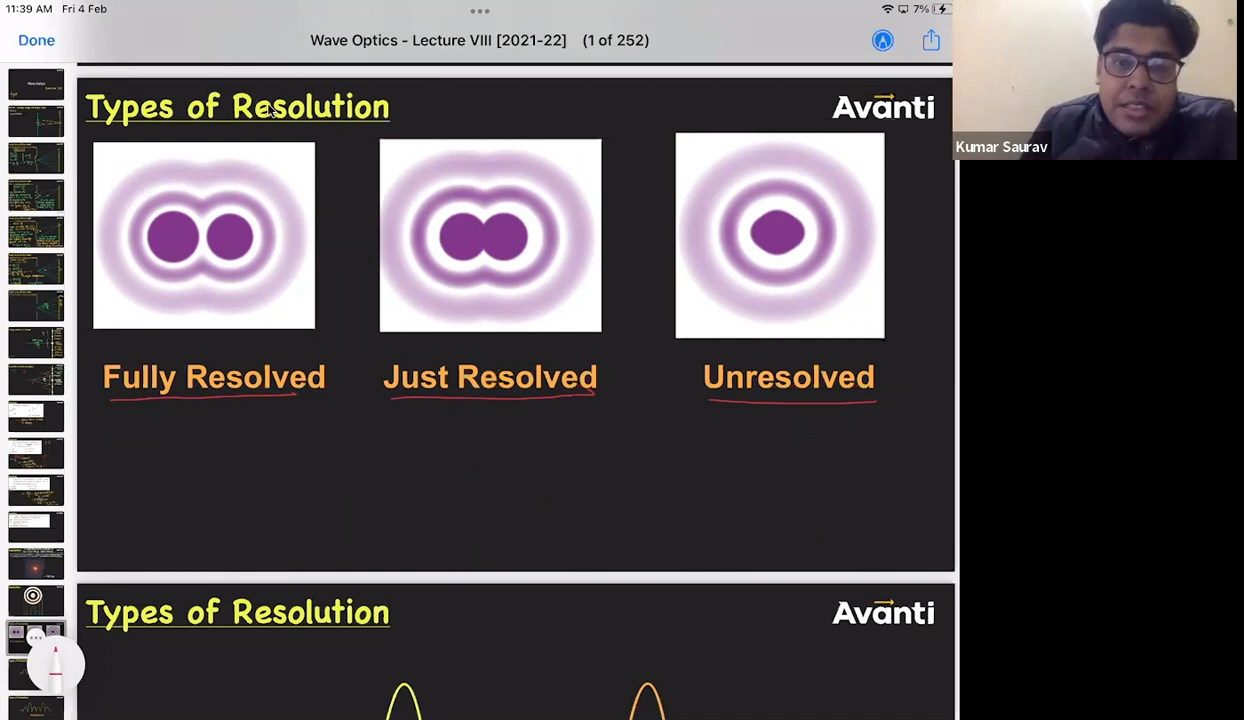 11:39 AM Fri 4 Feb
7%
Done
Wave Optics - Lecture VIII [2021-22] (1 of 252)
Types of Resolution
Avanti
Kumar Saurav
Fully Resolved
Just Resolved
Unresolved
Types of Resolution
Avanti